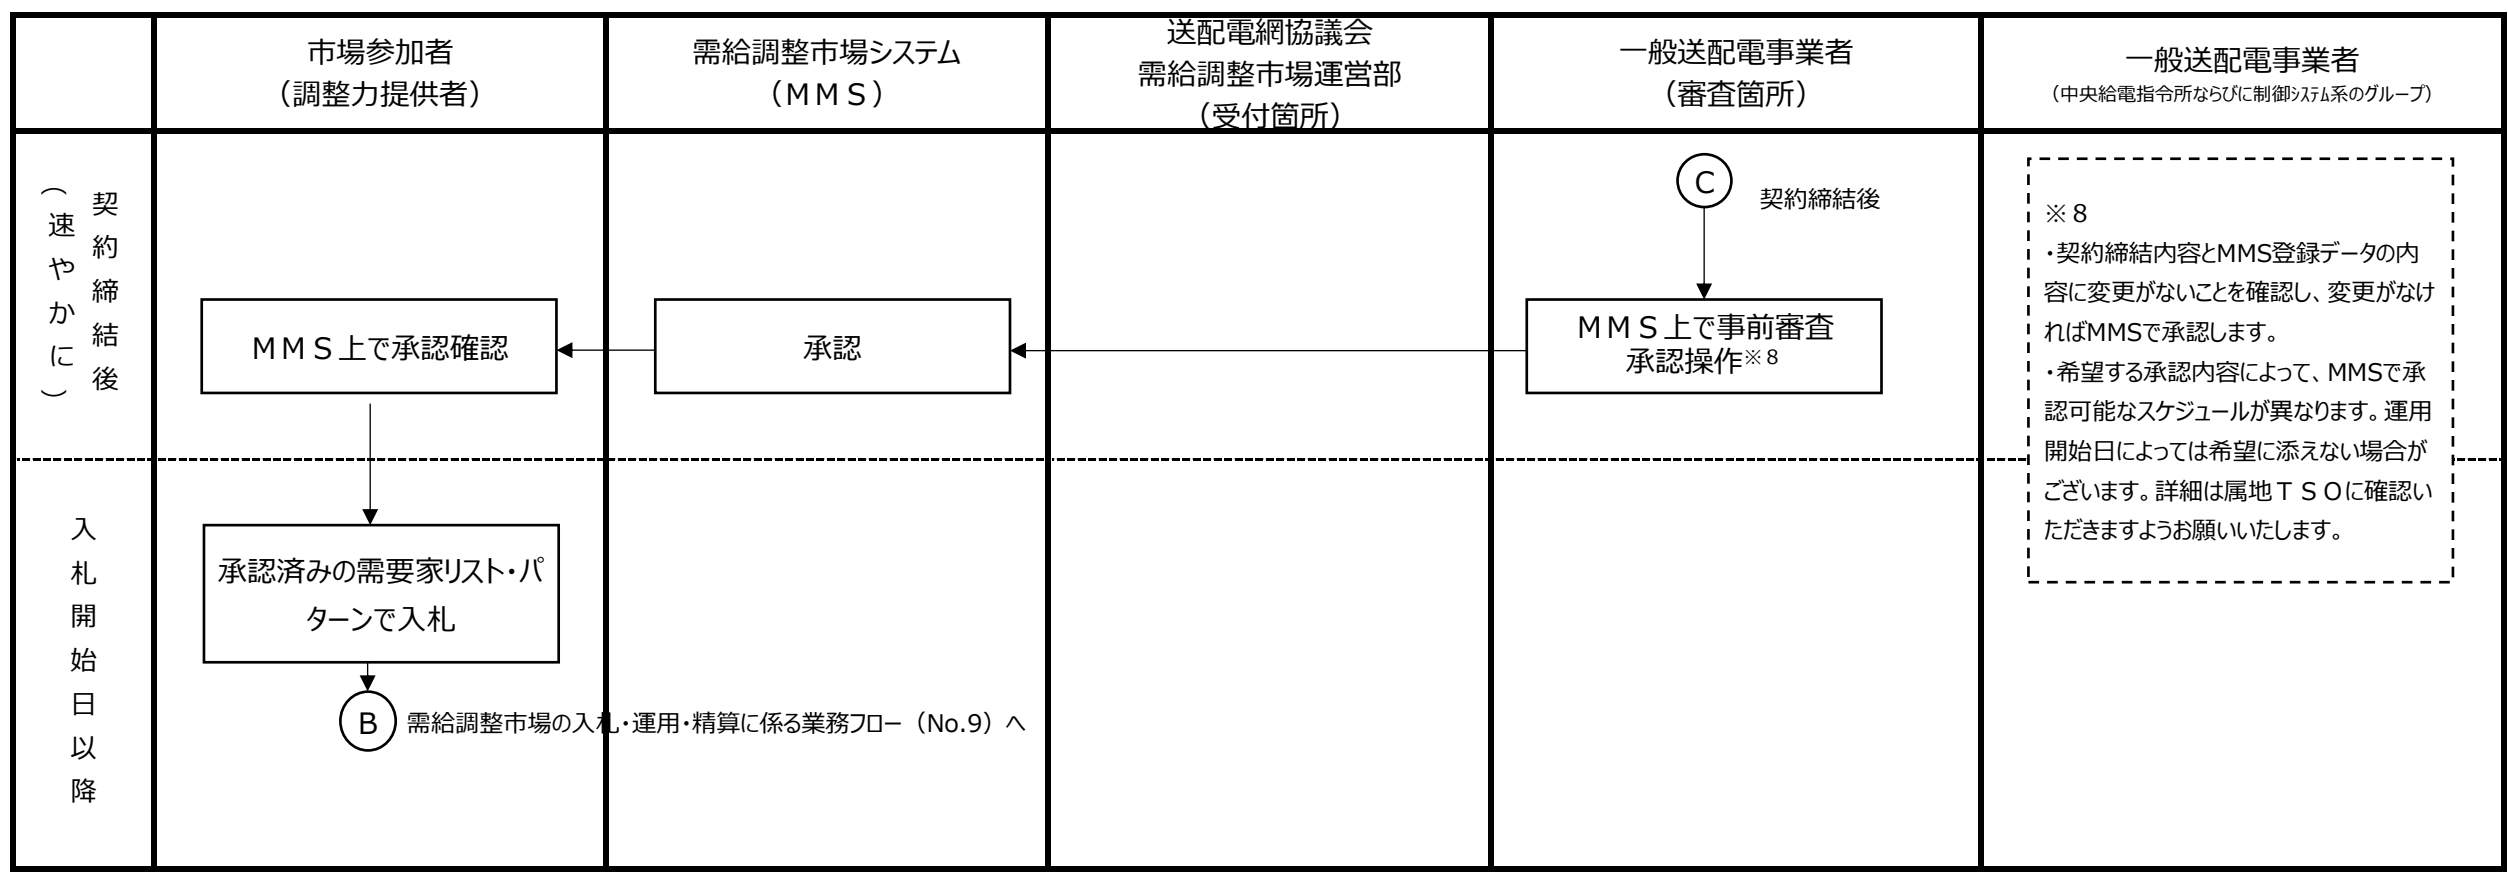 市場参加者
（調整力提供者）
需給調整市場システム
（ＭＭＳ）
送配電網協議会
需給調整市場運営部
（受付箇所）
一般送配電事業者
（審査箇所）
一般送配電事業者
（中央給電指令所ならびに制御ｼｽﾃﾑ系のグループ）
契約締結後
（速やかに）
C
契約締結後
ＭＭＳ上で承認確認
承認
ＭＭＳ上で事前審査
承認操作※８
※８
・契約締結内容とMMS登録データの内
容に変更がないことを確認し、変更がなけ
ればMMSで承認します。
・希望する承認内容によって、MMSで承
認可能なスケジュールが異なります。運用
開始日によっては希望に添えない場合が
ございます。詳細は属地ＴＳＯに確認い
ただきますようお願いいたします。
入札開始日以降
承認済みの需要家リスト・パ
ターンで入札
B
需給調整市場の入札・運用・精算に係る業務フロー（No.9）へ